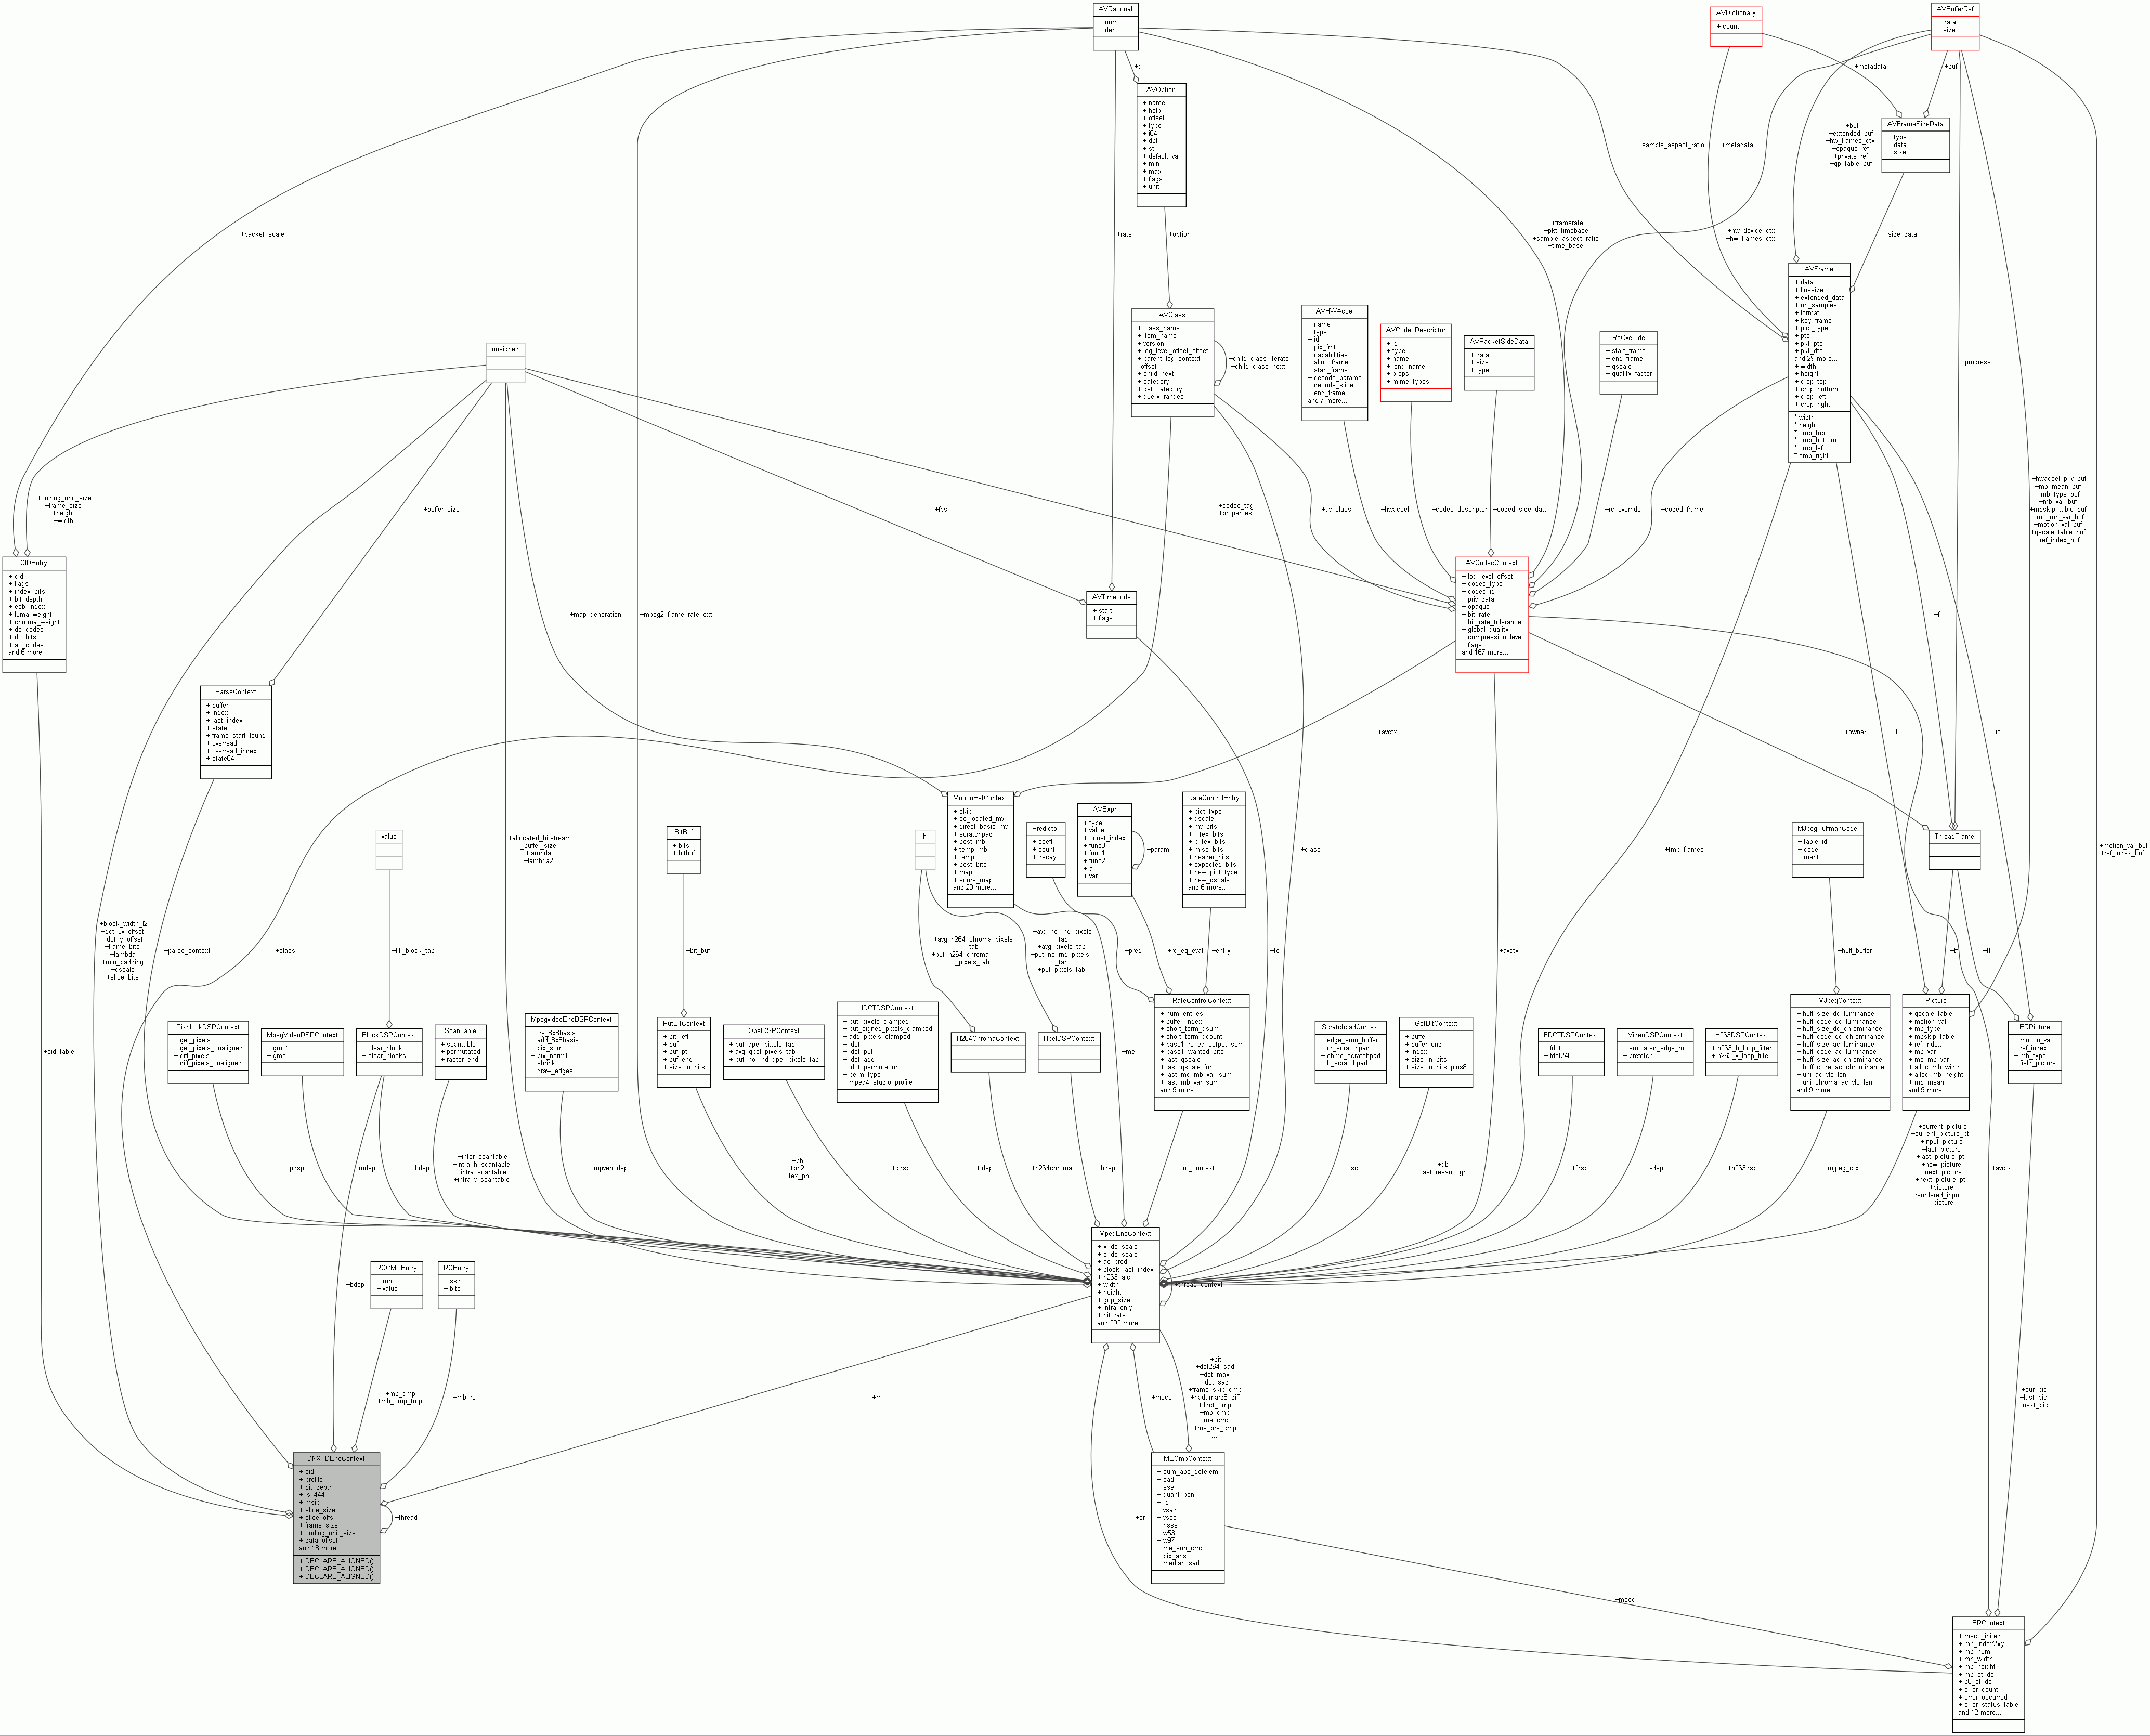 AVRational
+ num
+ den
AVDictionary
+ count
AVBufferRef
+ data
+ size
+q
+metadata
+buf
AVOption
+ name
+ help
+ offset
+ type
+ i64
+ dbl
+ str
+ default_val
+ min
+ max
+ flags
+ unit
AVFrameSideData
+ type
+ data
+ size
+sample_aspect_ratio
+metadata
+buf
+extended_buf
+hw_frames_ctx
+opaque_ref
+private_ref
+qp_table_buf
+packet_scale
+rate
+option
+framerate
+pkt_timebase
+sample_aspect_ratio
+time_base
+hw_device_ctx
+hw_frames_ctx
+side_data
AVFrame
+ data
+ linesize
+ extended_data
+ nb_samples
+ format
+ key_frame
+ pict_type
+ pts
+ pkt_pts
+ pkt_dts
and 29 more...
+ width
+ height
+ crop_top
+ crop_bottom
+ crop_left
+ crop_right
* width
* height
* crop_top
* crop_bottom
* crop_left
* crop_right
unsigned
AVClass
+ class_name
+ item_name
+ version
+ log_level_offset_offset
+ parent_log_context
_offset
+ child_next
+ category
+ get_category
+ query_ranges
+child_class_iterate
+child_class_next
AVHWAccel
+ name
+ type
+ id
+ pix_fmt
+ capabilities
+ alloc_frame
+ start_frame
+ decode_params
+ decode_slice
+ end_frame
and 7 more...
AVCodecDescriptor
+ id
+ type
+ name
+ long_name
+ props
+ mime_types
AVPacketSideData
+ data
+ size
+ type
RcOverride
+ start_frame
+ end_frame
+ qscale
+ quality_factor
+progress
+coding_unit_size
+frame_size
+height
+width
+buffer_size
+fps
+codec_tag
+properties
+av_class
+hwaccel
+codec_descriptor
+coded_side_data
+rc_override
+coded_frame
+hwaccel_priv_buf
+mb_mean_buf
+mb_type_buf
+mb_var_buf
+mbskip_table_buf
+mc_mb_var_buf
+motion_val_buf
+qscale_table_buf
+ref_index_buf
CIDEntry
+ cid
+ flags
+ index_bits
+ bit_depth
+ eob_index
+ luma_weight
+ chroma_weight
+ dc_codes
+ dc_bits
+ ac_codes
and 6 more...
+map_generation
+mpeg2_frame_rate_ext
AVTimecode
+ start
+ flags
AVCodecContext
+ log_level_offset
+ codec_type
+ codec_id
+ priv_data
+ opaque
+ bit_rate
+ bit_rate_tolerance
+ global_quality
+ compression_level
+ flags
and 167 more...
+f
ParseContext
+ buffer
+ index
+ last_index
+ state
+ frame_start_found
+ overread
+ overread_index
+ state64
+avctx
+owner
+f
+f
value
+allocated_bitstream
_buffer_size
+lambda
+lambda2
BitBuf
+ bits
+ bitbuf
h
MotionEstContext
+ skip
+ co_located_mv
+ direct_basis_mv
+ scratchpad
+ best_mb
+ temp_mb
+ temp
+ best_bits
+ map
+ score_map
and 29 more...
Predictor
+ coeff
+ count
+ decay
AVExpr
+ type
+ value
+ const_index
+ func0
+ func1
+ func2
+ a
+ var
+param
RateControlEntry
+ pict_type
+ qscale
+ mv_bits
+ i_tex_bits
+ p_tex_bits
+ misc_bits
+ header_bits
+ expected_bits
+ new_pict_type
+ new_qscale
and 6 more...
+class
+tmp_frames
MJpegHuffmanCode
+ table_id
+ code
+ mant
ThreadFrame
+motion_val_buf
+ref_index_buf
+block_width_l2
+dct_uv_offset
+dct_y_offset
+frame_bits
+lambda
+min_padding
+qscale
+slice_bits
+parse_context
+class
+fill_block_tab
+bit_buf
+avg_h264_chroma_pixels
_tab
+put_h264_chroma
_pixels_tab
+avg_no_rnd_pixels
_tab
+avg_pixels_tab
+put_no_rnd_pixels
_tab
+put_pixels_tab
+pred
+rc_eq_eval
+entry
+tc
+avctx
+huff_buffer
+tf
+tf
PixblockDSPContext
+ get_pixels
+ get_pixels_unaligned
+ diff_pixels
+ diff_pixels_unaligned
MpegVideoDSPContext
+ gmc1
+ gmc
BlockDSPContext
+ clear_block
+ clear_blocks
ScanTable
+ scantable
+ permutated
+ raster_end
MpegvideoEncDSPContext
+ try_8x8basis
+ add_8x8basis
+ pix_sum
+ pix_norm1
+ shrink
+ draw_edges
PutBitContext
+ bit_left
+ buf
+ buf_ptr
+ buf_end
+ size_in_bits
QpelDSPContext
+ put_qpel_pixels_tab
+ avg_qpel_pixels_tab
+ put_no_rnd_qpel_pixels_tab
IDCTDSPContext
+ put_pixels_clamped
+ put_signed_pixels_clamped
+ add_pixels_clamped
+ idct
+ idct_put
+ idct_add
+ idct_permutation
+ perm_type
+ mpeg4_studio_profile
H264ChromaContext
HpelDSPContext
+me
RateControlContext
+ num_entries
+ buffer_index
+ short_term_qsum
+ short_term_qcount
+ pass1_rc_eq_output_sum
+ pass1_wanted_bits
+ last_qscale
+ last_qscale_for
+ last_mc_mb_var_sum
+ last_mb_var_sum
and 9 more...
ScratchpadContext
+ edge_emu_buffer
+ rd_scratchpad
+ obmc_scratchpad
+ b_scratchpad
GetBitContext
+ buffer
+ buffer_end
+ index
+ size_in_bits
+ size_in_bits_plus8
FDCTDSPContext
+ fdct
+ fdct248
VideoDSPContext
+ emulated_edge_mc
+ prefetch
H263DSPContext
+ h263_h_loop_filter
+ h263_v_loop_filter
MJpegContext
+ huff_size_dc_luminance
+ huff_code_dc_luminance
+ huff_size_dc_chrominance
+ huff_code_dc_chrominance
+ huff_size_ac_luminance
+ huff_code_ac_luminance
+ huff_size_ac_chrominance
+ huff_code_ac_chrominance
+ uni_ac_vlc_len
+ uni_chroma_ac_vlc_len
and 9 more...
Picture
+ qscale_table
+ motion_val
+ mb_type
+ mbskip_table
+ ref_index
+ mb_var
+ mc_mb_var
+ alloc_mb_width
+ alloc_mb_height
+ mb_mean
and 9 more...
ERPicture
+ motion_val
+ ref_index
+ mb_type
+ field_picture
+cid_table
+pdsp
+mdsp
+bdsp
+inter_scantable
+intra_h_scantable
+intra_scantable
+intra_v_scantable
+mpvencdsp
+pb
+pb2
+tex_pb
+qdsp
+idsp
+h264chroma
+hdsp
+rc_context
+sc
+gb
+last_resync_gb
+fdsp
+vdsp
+h263dsp
+mjpeg_ctx
+current_picture
+current_picture_ptr
+input_picture
+last_picture
+last_picture_ptr
+new_picture
+next_picture
+next_picture_ptr
+picture
+reordered_input
_picture
...
+avctx
+bdsp
RCCMPEntry
+ mb
+ value
RCEntry
+ ssd
+ bits
MpegEncContext
+ y_dc_scale
+ c_dc_scale
+ ac_pred
+ block_last_index
+ h263_aic
+ width
+ height
+ gop_size
+ intra_only
+ bit_rate
and 292 more...
+thread_context
+mb_cmp
+mb_cmp_tmp
+mb_rc
+m
+mecc
+bit
+dct264_sad
+dct_max
+dct_sad
+frame_skip_cmp
+hadamard8_diff
+ildct_cmp
+mb_cmp
+me_cmp
+me_pre_cmp
...
+cur_pic
+last_pic
+next_pic
DNXHDEncContext
+ cid
+ profile
+ bit_depth
+ is_444
+ msip
+ slice_size
+ slice_offs
+ frame_size
+ coding_unit_size
+ data_offset
and 18 more...
+ DECLARE_ALIGNED()
+ DECLARE_ALIGNED()
+ DECLARE_ALIGNED()
+thread
+er
MECmpContext
+ sum_abs_dctelem
+ sad
+ sse
+ quant_psnr
+ rd
+ vsad
+ vsse
+ nsse
+ w53
+ w97
+ me_sub_cmp
+ pix_abs
+ median_sad
+mecc
ERContext
+ mecc_inited
+ mb_index2xy
+ mb_num
+ mb_width
+ mb_height
+ mb_stride
+ b8_stride
+ error_count
+ error_occurred
+ error_status_table
and 12 more...